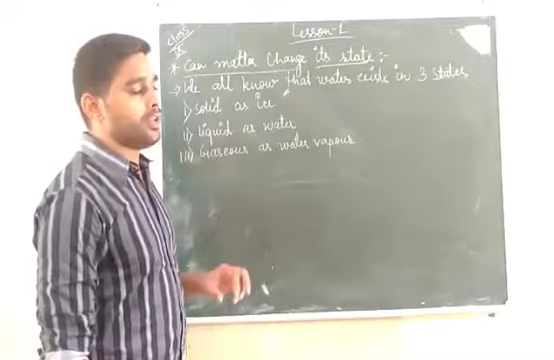 Class
IX
Lesson-1
* Can matter Change its state :-
→ We all know that water exists in 3 states
i) Solid as ice
ii) liquid as water
iii) Gaseous as water vapour